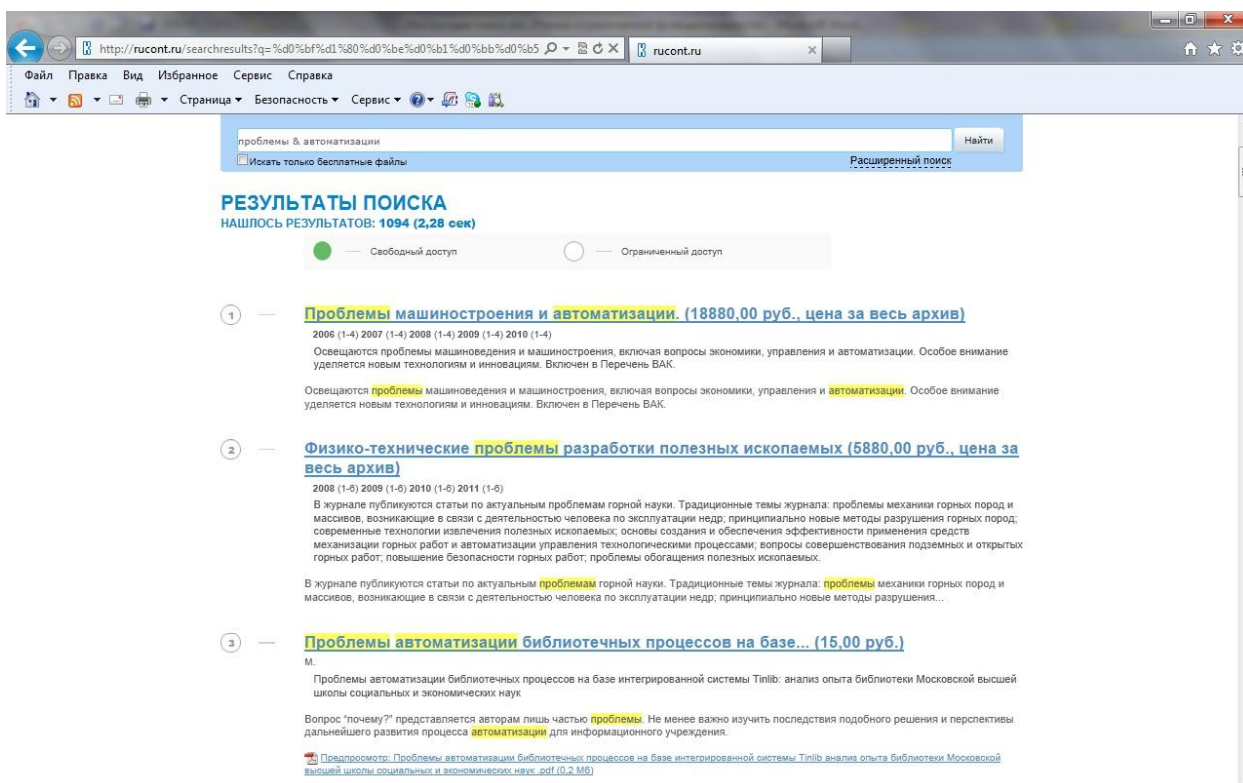 http://rucont.ru/searchresults?q=%d0%bf%d1%80%d0%be%d0%b1%d0%bb%d0%b5
rucont.ru
Файл Правка Вид Избранное Сервис Справка
Страница Безопасность Сервис
проблемы & автоматизации
Найти
Искать только бесплатные файлы
Расширенный поиск
РЕЗУЛЬТАТЫ ПОИСКА
НАШЛОСЬ РЕЗУЛЬТАТОВ: 1094 (2,28 сек)
— Свободный доступ — Ограниченный доступ
1 — Проблемы машиностроения и автоматизации. (18880,00 руб., цена за весь архив)
2006 (1-4) 2007 (1-4) 2008 (1-4) 2009 (1-4) 2010 (1-4)
Освещаются проблемы машиноведения и машиностроения, включая вопросы экономики, управления и автоматизации. Особое внимание
уделяется новым технологиям и инновациям. Включен в Перечень ВАК.
Освещаются проблемы машиноведения и машиностроения, включая вопросы экономики, управления и автоматизации. Особое внимание
уделяется новым технологиям и инновациям. Включен в Перечень ВАК.
2 — Физико-технические проблемы разработки полезных ископаемых (5880,00 руб., цена за
весь архив)
2008 (1-6) 2009 (1-6) 2010 (1-6) 2011 (1-6)
В журнале публикуются статьи по актуальным проблемам горной науки. Традиционные темы журнала: проблемы механики горных пород и
массивов, возникающие в связи с деятельностью человека по эксплуатации недр; принципиально новые методы разрушения горных пород;
современные технологии извлечения полезных ископаемых; основы создания и обеспечения эффективности применения средств
механизации горных работ и автоматизации управления технологическими процессами; вопросы совершенствования подземных и открытых
горных работ; повышение безопасности горных работ; проблемы обогащения полезных ископаемых.
В журнале публикуются статьи по актуальным проблемам горной науки. Традиционные темы журнала: проблемы механики горных пород и
массивов, возникающие в связи с деятельностью человека по эксплуатации недр; принципиально новые методы разрушения...
3 — Проблемы автоматизации библиотечных процессов на базе... (15,00 руб.)
М.
Проблемы автоматизации библиотечных процессов на базе интегрированной системы Tinlib: анализ опыта библиотеки Московской высшей
школы социальных и экономических наук
Вопрос "почему?" представляется авторам лишь частью проблемы. Не менее важно изучить последствия подобного решения и перспективы
дальнейшего развития процесса автоматизации для информационного учреждения.
Предпросмотр: Проблемы автоматизации библиотечных процессов на базе интегрированной системы Tinlib анализ опыта библиотеки Московской
высшей школы социальных и экономических наук .pdf (0,2 Мб)